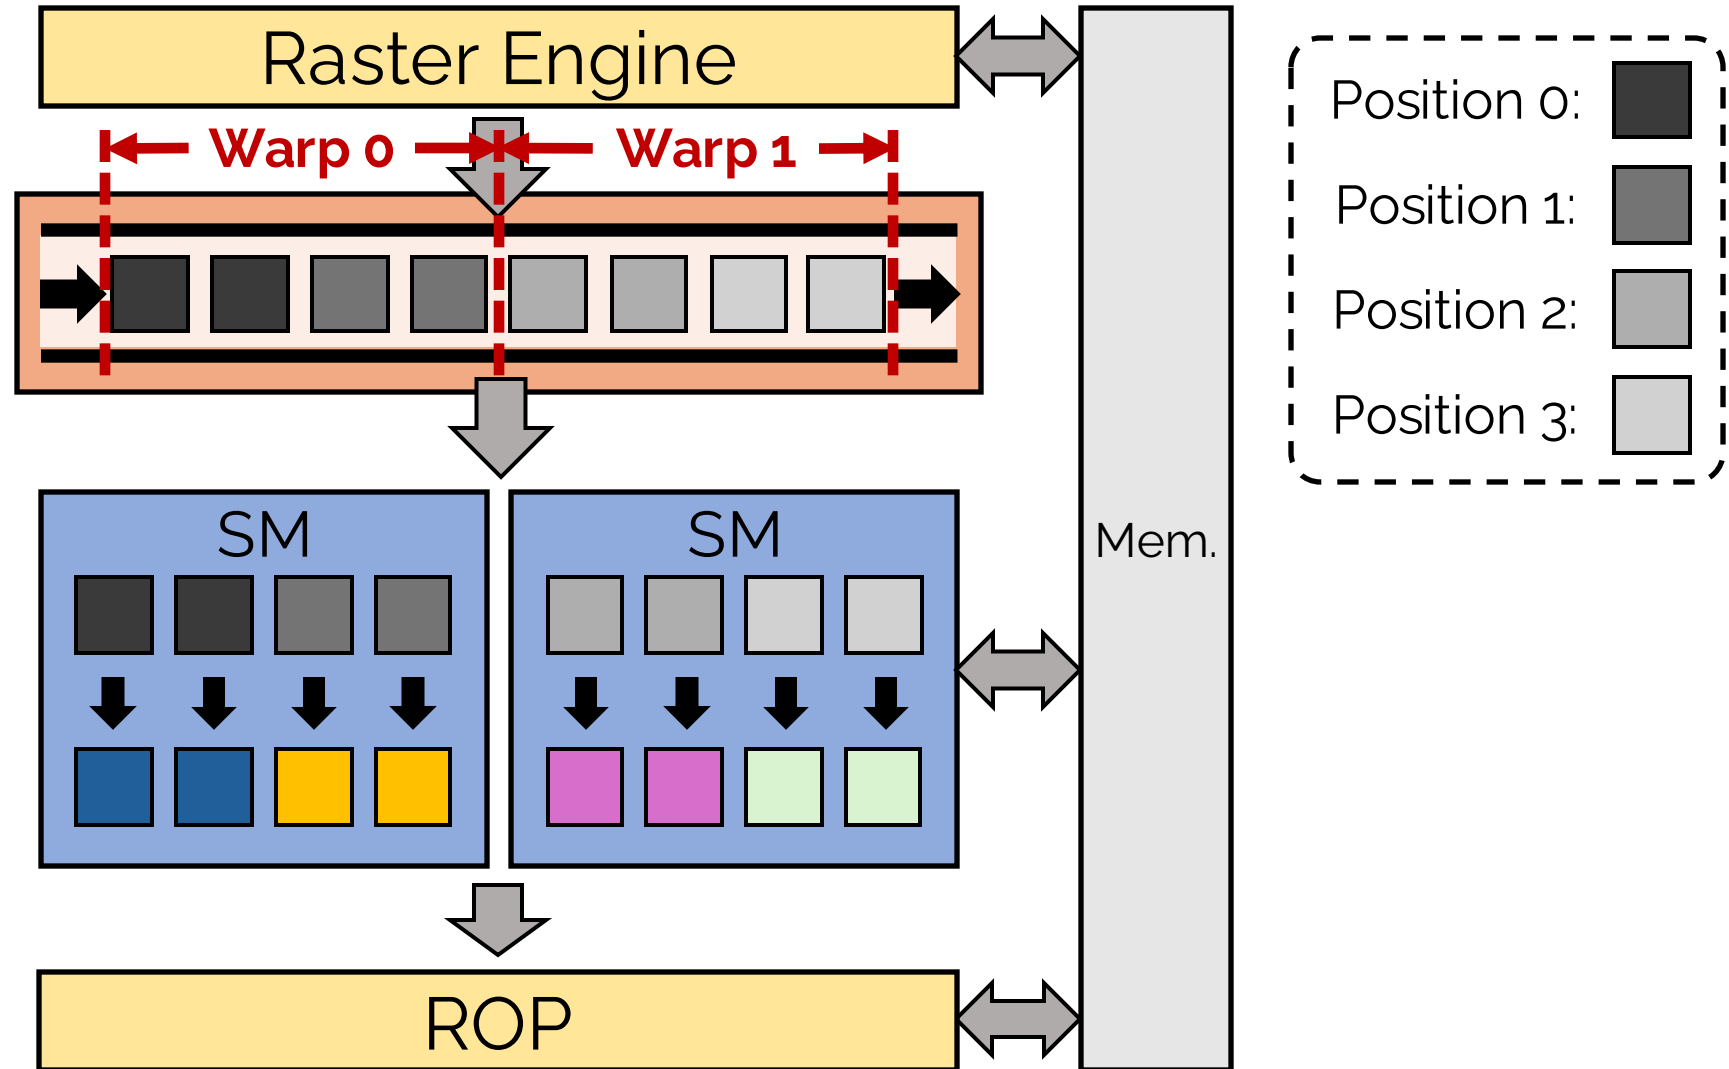 Raster Engine
Warp 0
Warp 1
Position 0:
Position 1:
Position 2:
Position 3:
SM
SM
Mem.
ROP